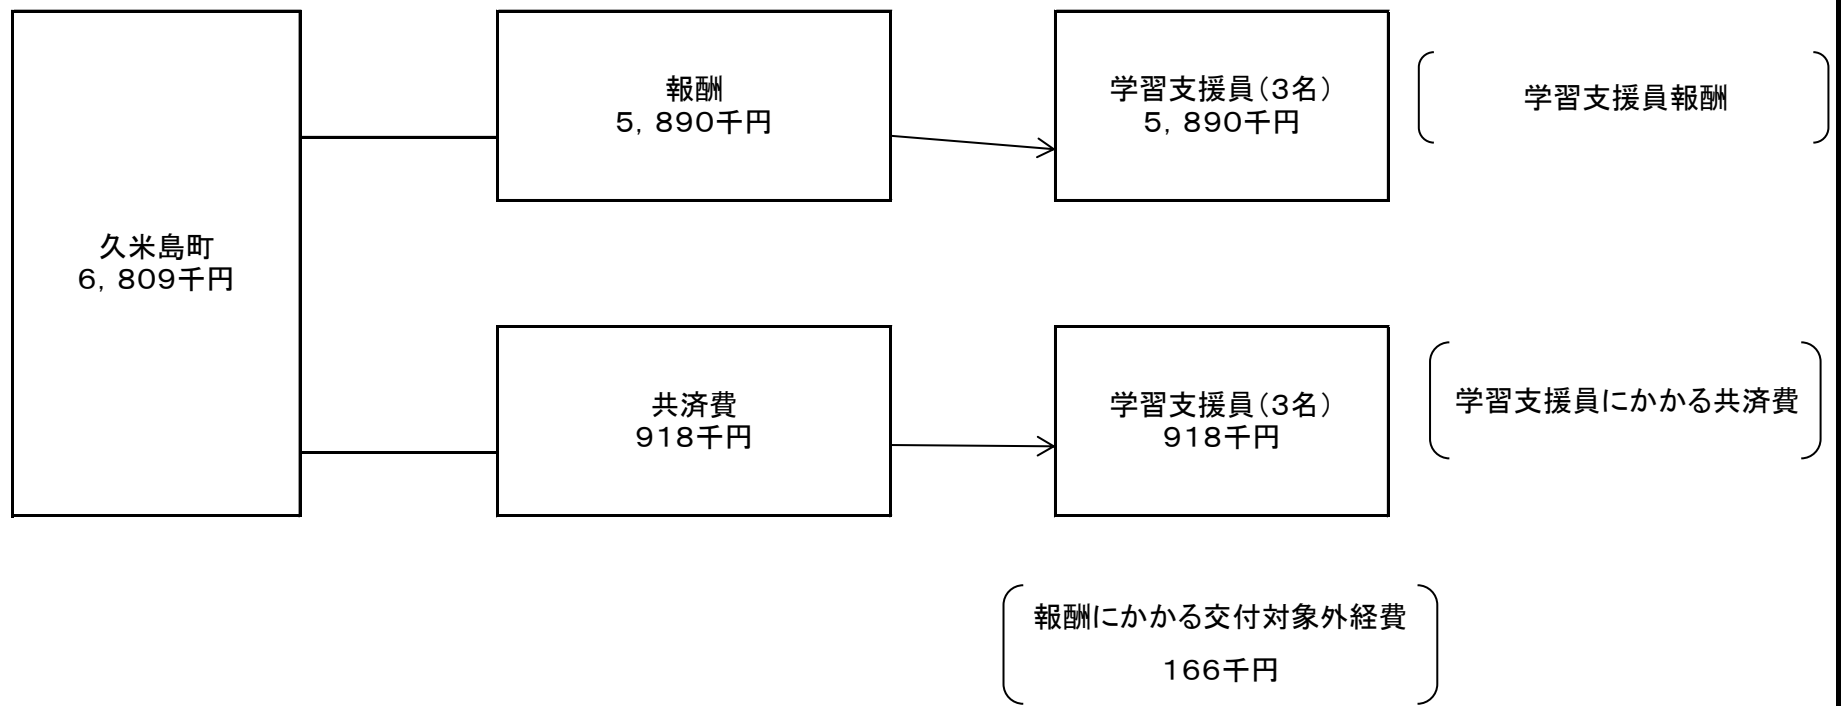 報酬
5，890千円
学習支援員（3名）
5，890千円
学習支援員報酬
久米島町
6，809千円
共済費
918千円
学習支援員（3名）
918千円
学習支援員にかかる共済費
報酬にかかる交付対象外経費
166千円